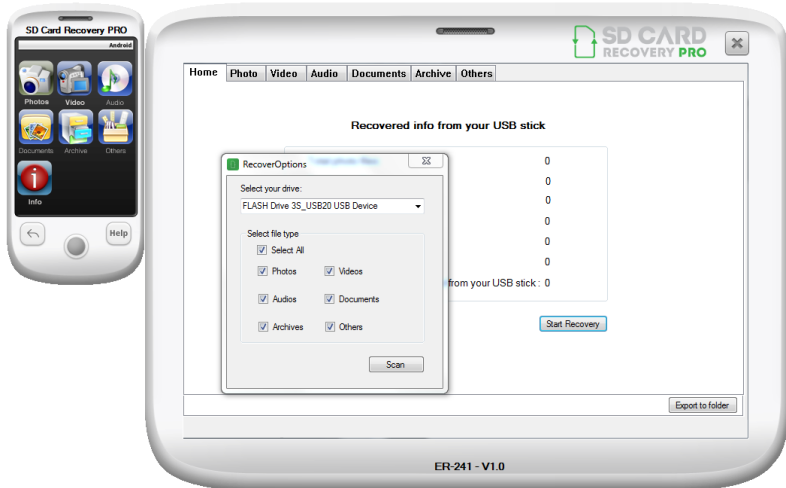 SD Card Recovery PRO
Android
Photos Video Audio
Documents Archive Others
Info
Help
SD CARD
RECOVERY PRO
Home Photo Video Audio Documents Archive Others
Recovered info from your USB stick
0
0
0
0
0
0
from your USB stick : 0
Start Recovery
Export to folder
ER-241 - V1.0
RecoverOptions
Select your drive:
FLASH Drive 3S_USB20 USB Device
Select file type
Select All
Photos Videos
Audios Documents
Archives Others
Scan